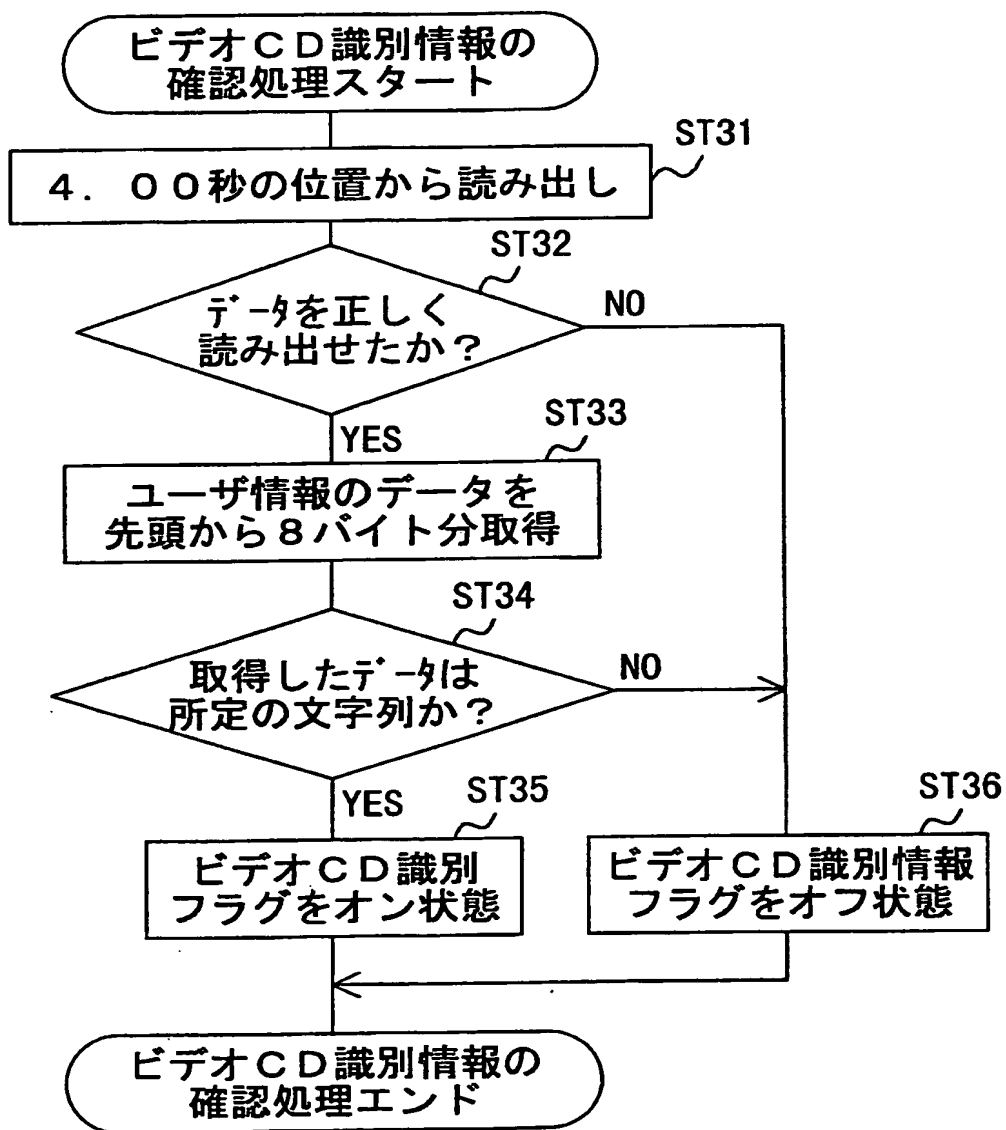 ビデオCD識別情報の
確認処理スタート
ST31
4.00秒の位置から読み出し
ST32
データを正しく
読み出せたか?
NO
YES
ST33
ユーザ情報のデータを
先頭から8バイト分取得
ST34
取得したデータは
所定の文字列か?
NO
YES
ST35
ST36
ビデオCD識別
フラグをオン状態
ビデオCD識別情報
フラグをオフ状態
ビデオCD識別情報の
確認処理エンド